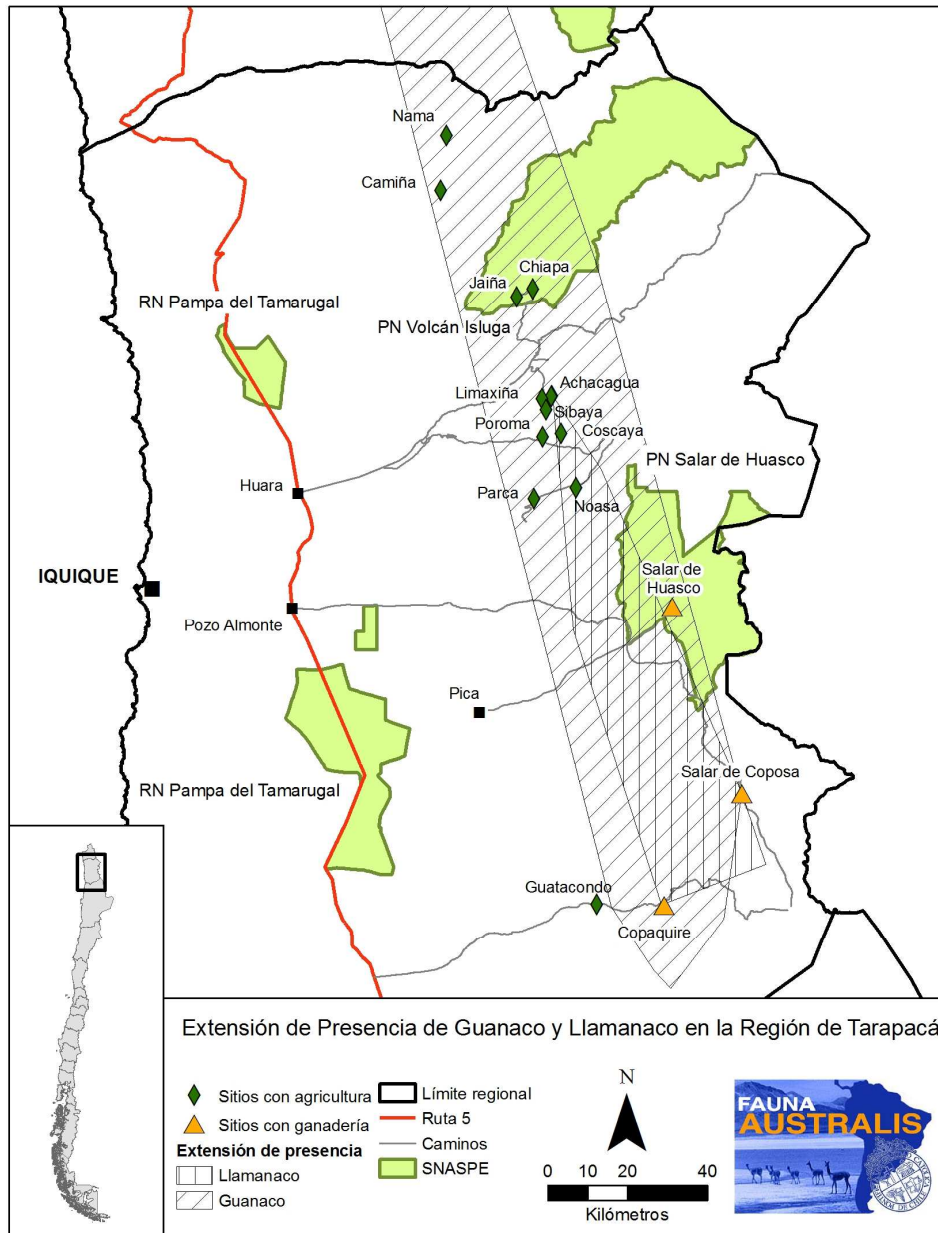 Nama
Camiña
Chiapa
Jaiña
RN Pampa del Tamarugal
PN Volcán Isluga
Achacagua
Limaxiña
Sibaya
Poroma
Coscaya
PN Salar de Huasco
Huara
Parca
Noasa
IQUIQUE
Salar de
Huasco
Pozo Almonte
Pica
Salar de Coposa
RN Pampa del Tamarugal
Guatacondo
Copaquire
Extensión de Presencia de Guanaco y Llamanaco en la Región de Tarapacá
Sitios con agricultura
Sitios con ganadería
Extensión de presencia
Llamanaco
Guanaco
Límite regional
Ruta 5
Caminos
SNASPE
N
0 10 20 40
Kilómetros
FAUNA
AUSTRALIS